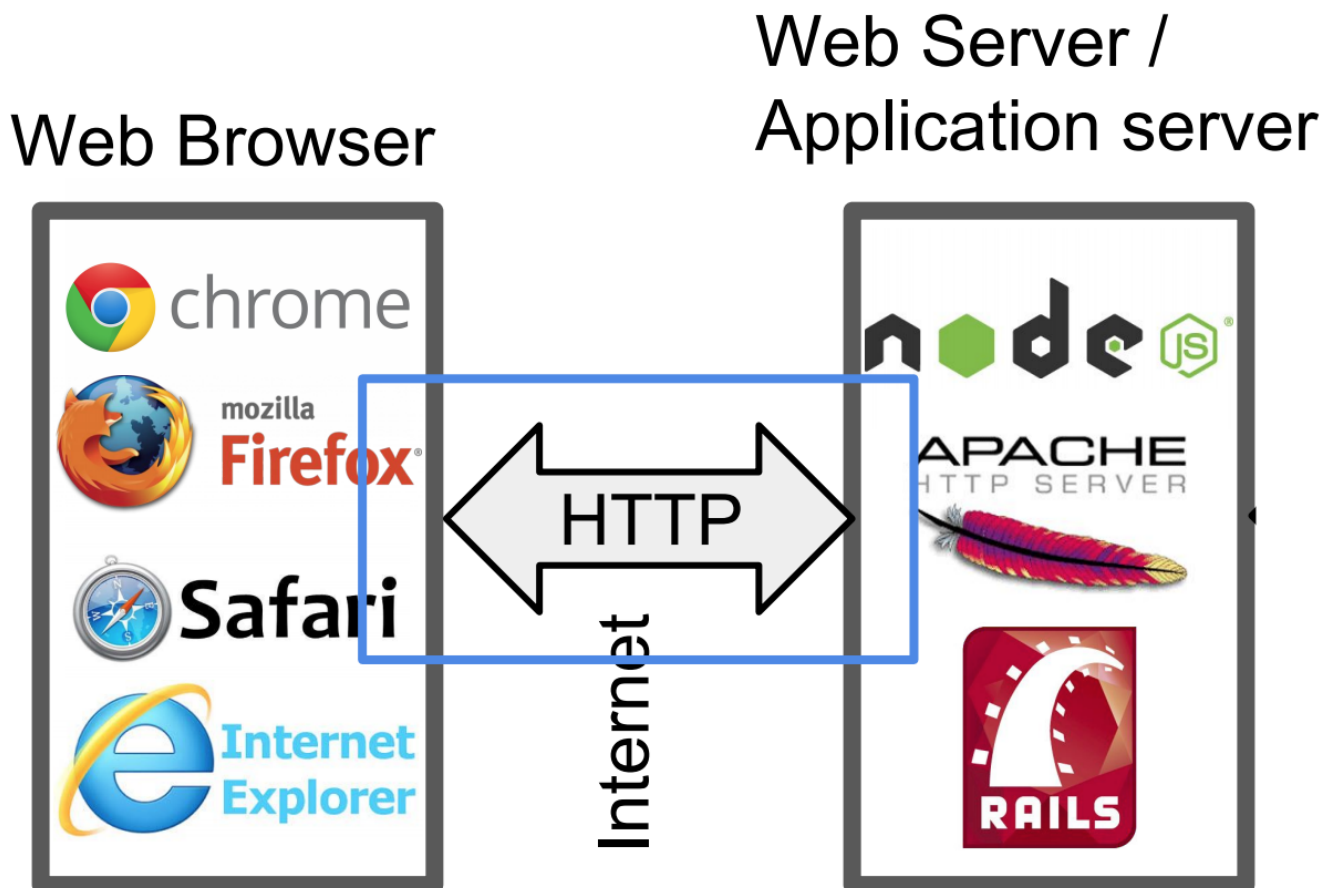 Web Browser
Web Server /
Application server
chrome
mozilla
Firefox®
Safari
Internet
Explorer
HTTP
Internet
node JS®
APACHE
HTTP SERVER
RAILS